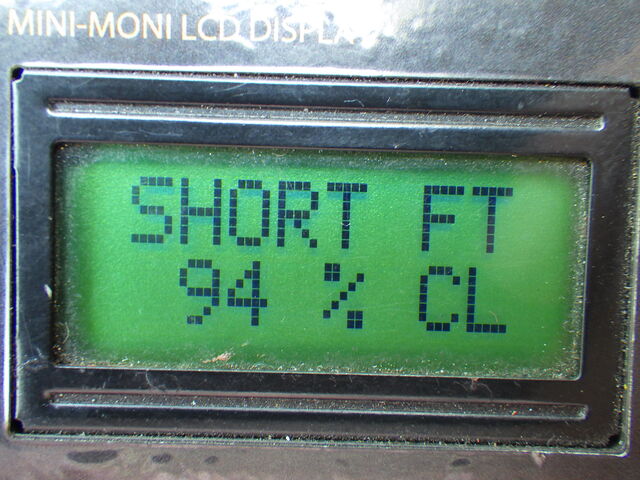 MINI-MONI LCD DISPLAY
SHORT FT
94 % CL